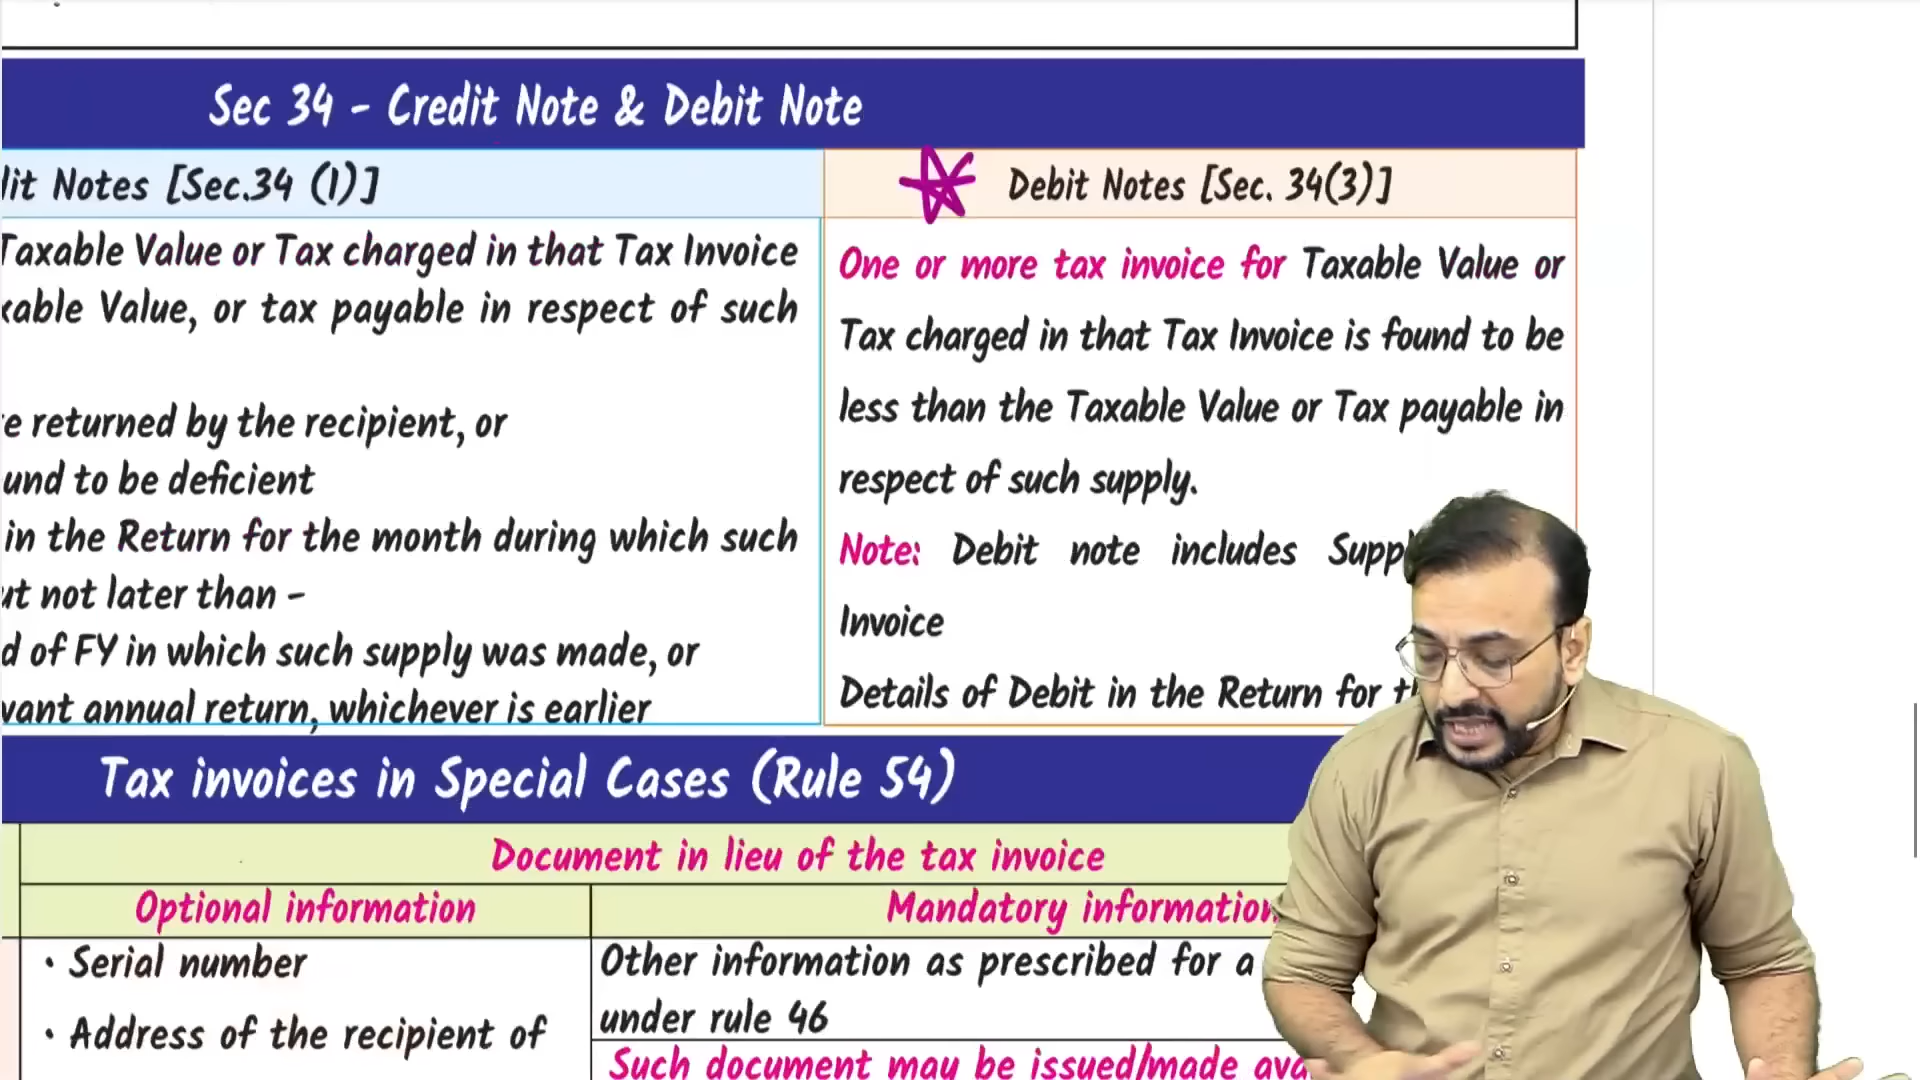 Sec 34 - Credit Note & Debit Note
Notes [Sec.34 (1)]
Taxable Value or Tax charged in that Tax Invoice
Value, or tax payable in respect of such
returned by the recipient, or
to be deficient
in the Return for the month during which such
not later than -
of FY in which such supply was made, or
annual return, whichever is earlier
Debit Notes [Sec. 34(3)]
One or more tax invoice for Taxable Value or
Tax charged in that Tax Invoice is found to be
less than the Taxable Value or Tax payable in
respect of such supply.
Note: Debit note includes
Invoice
Details of Debit in the Return for
Tax invoices in Special Cases (Rule 54)
Document in lieu of the tax invoice
Optional information
Mandatory information
• Serial number
• Address of the recipient of
Other information as prescribed for a
under rule 46
Such document may be issued/made